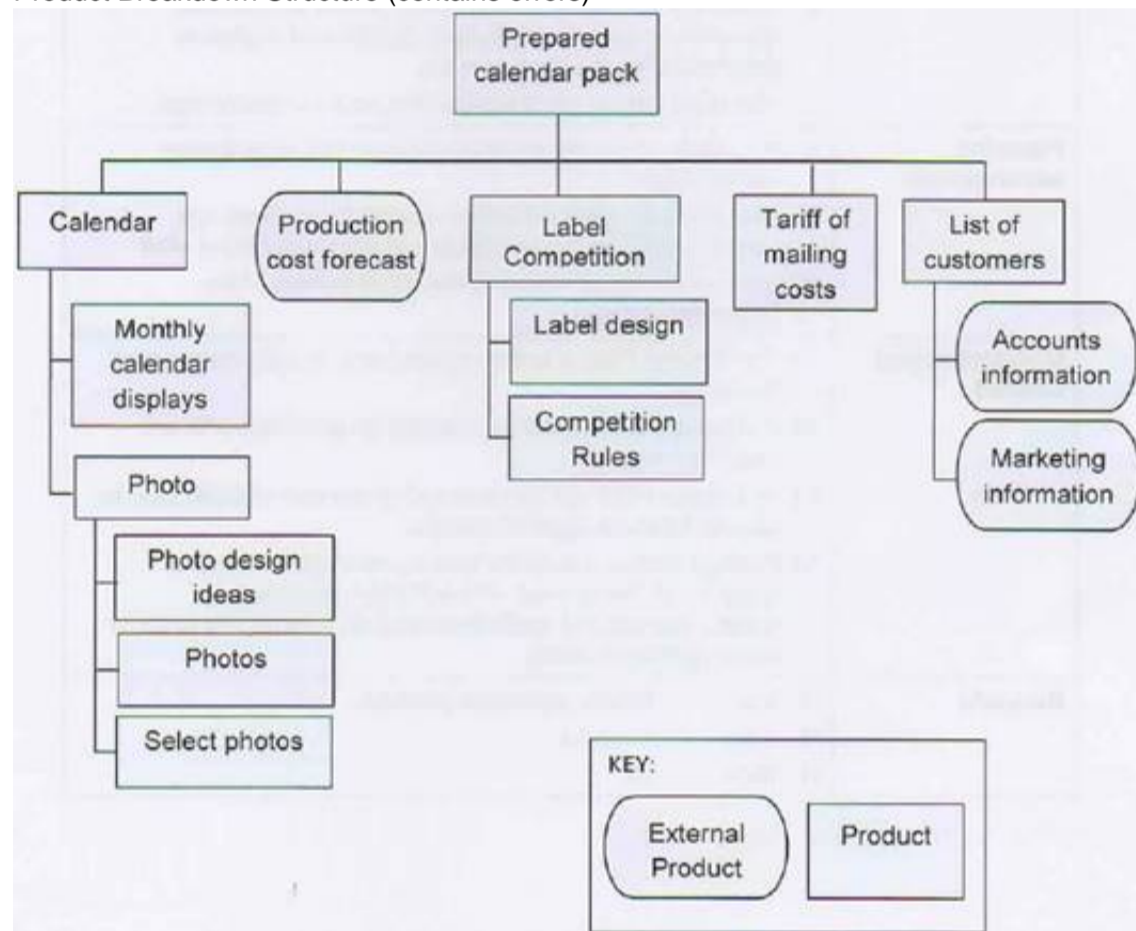 Product Breakdown Structure (contains errors)
Prepared
calendar pack
Calendar
Production
cost forecast
Label
Competition
Tariff of
mailing
costs
List of
customers
Monthly
calendar
displays
Photo
Photo design
ideas
Photos
Select photos
Label design
Competition
Rules
Accounts
information
Marketing
information
KEY:
External
Product
Product